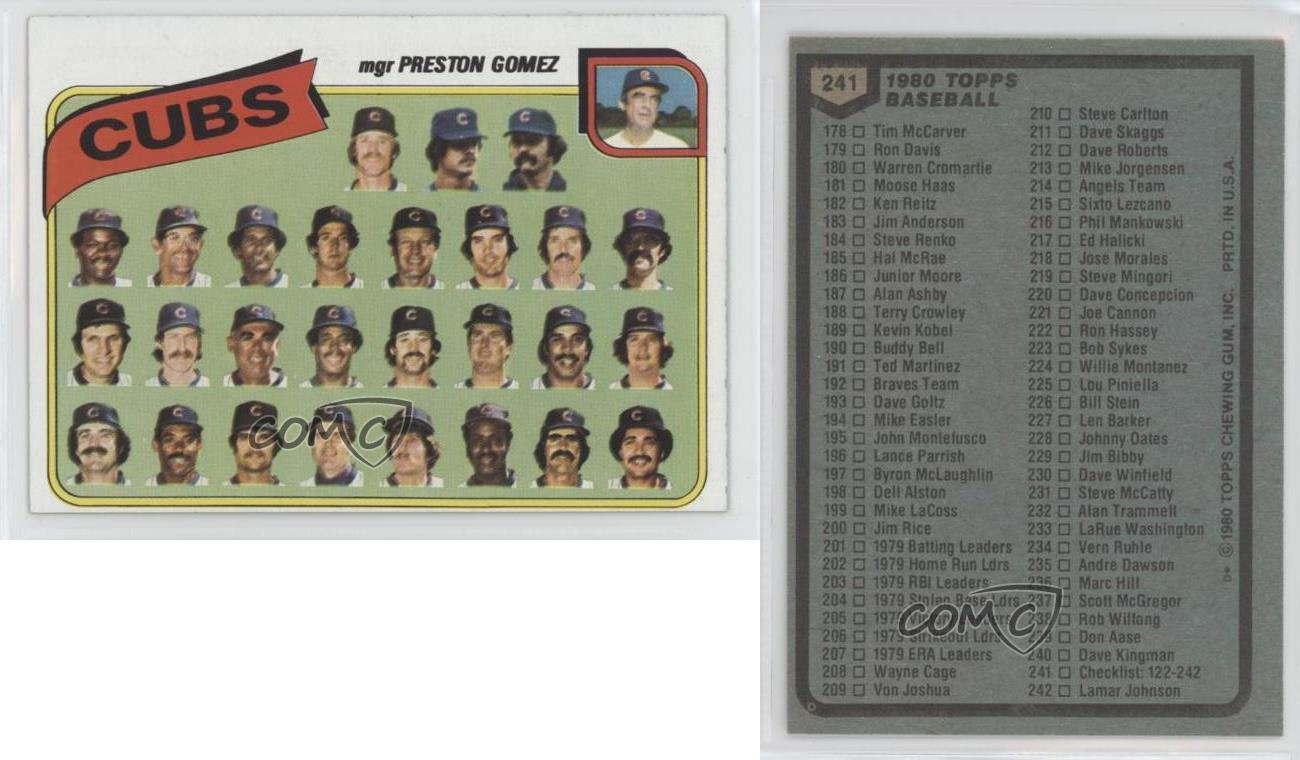 CUBS
mgr PRESTON GOMEZ
COMC
241
1980 TOPPS
BASEBALL
178 Tim McCarver
179 Ron Davis
180 Warren Cromartie
181 Moose Haas
182 Ken Reitz
183 Jim Anderson
184 Steve Renko
185 Hal McRae
186 Junior Moore
187 Alan Ashby
188 Terry Crowley
189 Kevin Kobel
190 Buddy Bell
191 Ted Martinez
192 Braves Team
193 Dave Goltz
194 Mike Easler
195 John Montefusco
196 Lance Parrish
197 Byron McLaughlin
198 Dell Alston
199 Mike LaCoss
200 Jim Rice
201 1979 Batting Leaders
202 1979 Home Run Ldrs
203 1979 RBI Leaders
204 1979 Stolen Base Ldrs
205 1979
206 1979 Strikeout Ldrs
207 1979 ERA Leaders
208 Wayne Cage
209 Von Joshua
210 Steve Carlton
211 Dave Skaggs
212 Dave Roberts
213 Mike Jorgensen
214 Angels Team
215 Sixto Lezcano
216 Phil Mankowski
217 Ed Halicki
218 Jose Morales
219 Steve Mingori
220 Dave Concepcion
221 Joe Cannon
222 Ron Hassey
223 Bob Sykes
224 Willie Montanez
225 Lou Piniella
226 Bill Stein
227 Len Barker
228 Johnny Oates
229 Jim Bibby
230 Dave Winfield
231 Steve McCatty
232 Alan Trammell
233 LaRue Washington
234 Vern Ruhle
235 Andre Dawson
236 Marc Hill
237 Scott McGregor
238 Rob Wilfong
239 Don Aase
240 Dave Kingman
241 Checklist: 122-242
242 Lamar Johnson
D* © 1980 TOPPS CHEWING GUM, INC. PRTD. IN U.S.A.
COMC